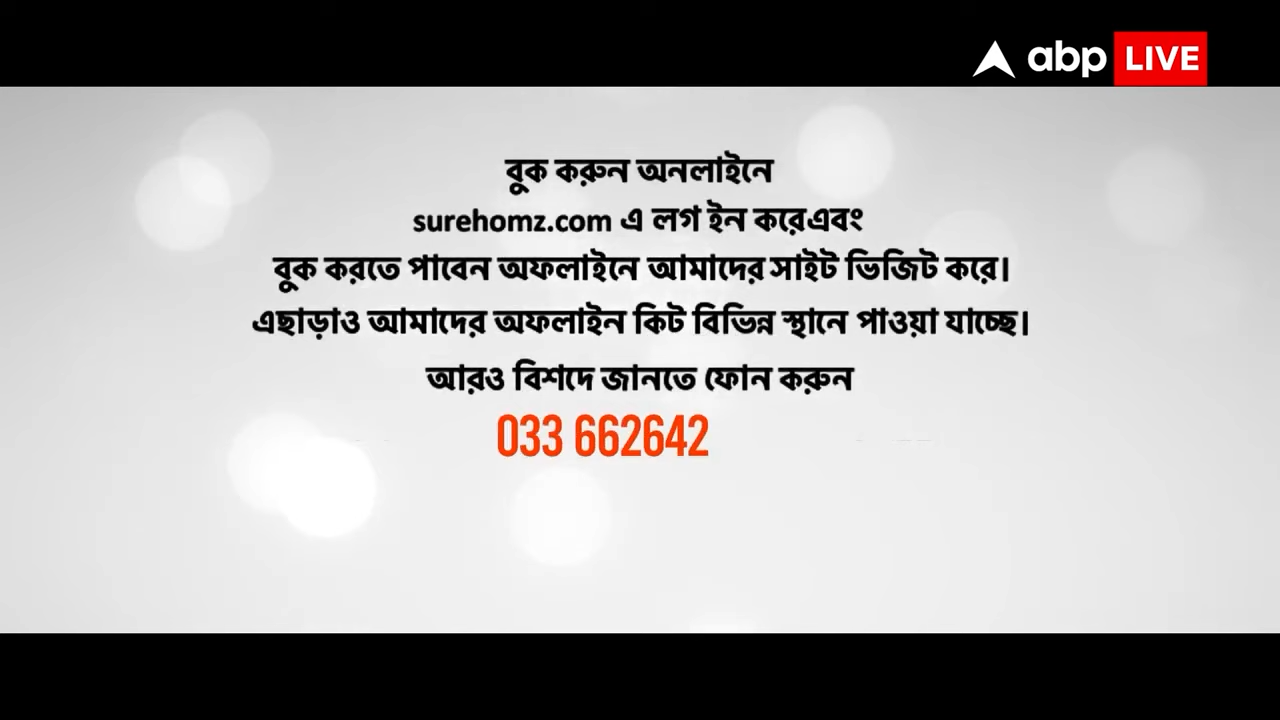 abp LIVE
বুক করুন অনলাইনে
surehomz.com এ লগ ইন করেএবং
বুক করতে পাবেন অফলাইনে আমাদের সাইট ভিজিট করে।
এছাড়াও আমাদের অফলাইন কিট বিভিন্ন স্থানে পাওয়া যাচ্ছে।
আরও বিশদে জানতে ফোন করুন
033 662642